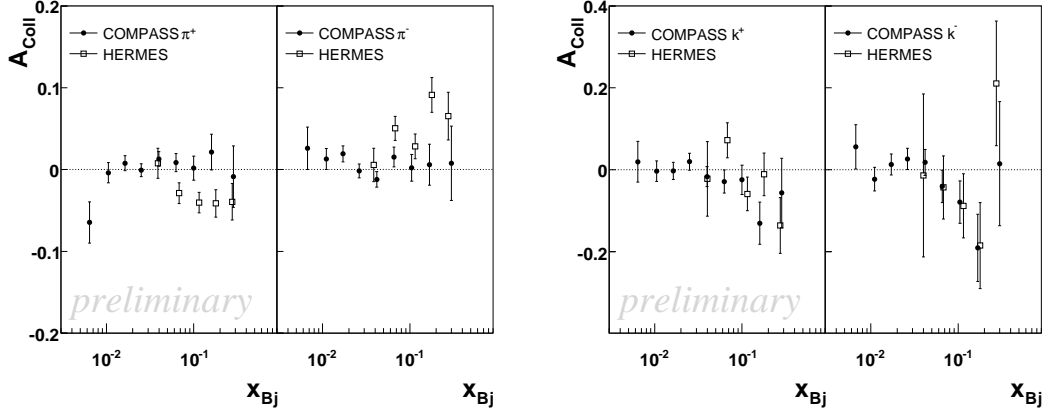 A_Coll
0.2
0.1
0
-0.1
-0.2
COMPASS π⁺
HERMES
COMPASS π⁻
HERMES
preliminary
10⁻²
10⁻¹
10⁻²
10⁻¹
x_Bj
x_Bj
A_Coll
0.4
0.2
0
-0.2
COMPASS k⁺
HERMES
COMPASS k⁻
HERMES
preliminary
10⁻²
10⁻¹
10⁻²
10⁻¹
x_Bj
x_Bj